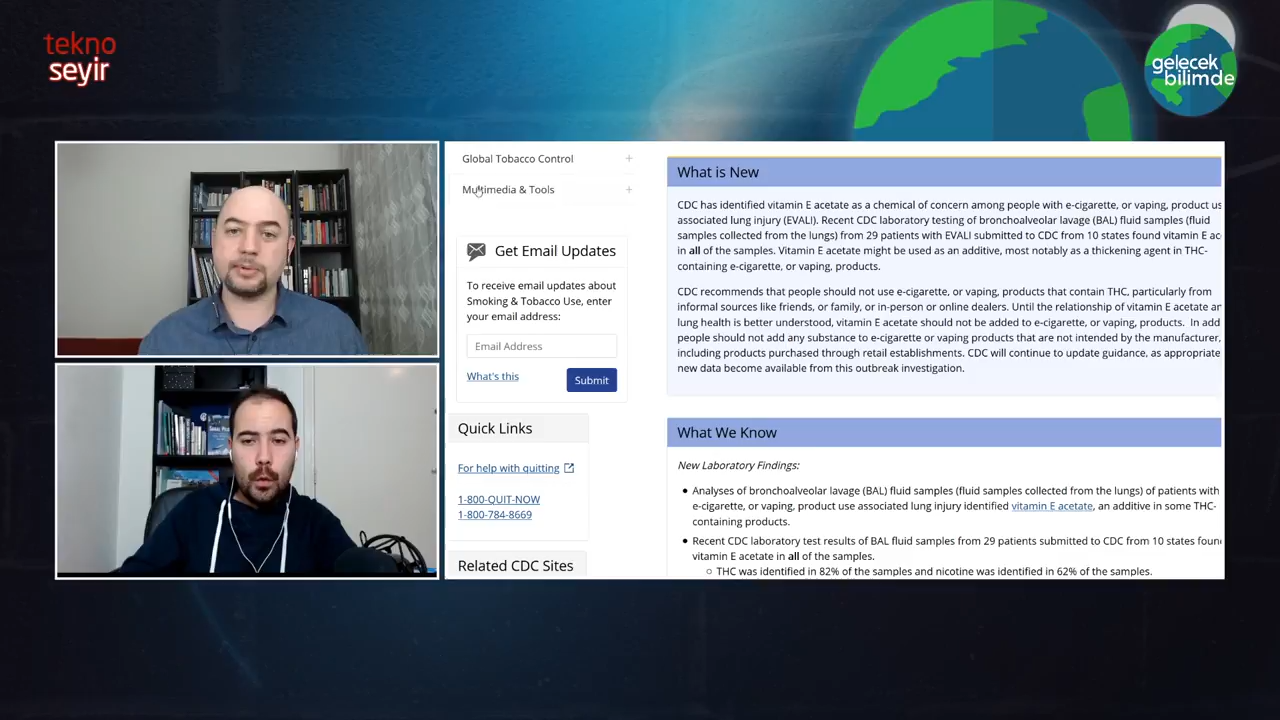 tekno
seyir
gelecek
bilimde
Global Tobacco Control
Multimedia & Tools
Get Email Updates
To receive email updates about
Smoking & Tobacco Use, enter
your email address:
Email Address
What's this
Submit
Quick Links
For help with quitting
1-800-QUIT-NOW
1-800-784-8669
Related CDC Sites
What is New
CDC has identified vitamin E acetate as a chemical of concern among people with e-cigarette, or vaping, product us
associated lung injury (EVALI). Recent CDC laboratory testing of bronchoalveolar lavage (BAL) fluid samples (fluid
samples collected from the lungs) from 29 patients with EVALI submitted to CDC from 10 states found vitamin E ac
in all of the samples. Vitamin E acetate might be used as an additive, most notably as a thickening agent in THC-
containing e-cigarette, or vaping, products.
CDC recommends that people should not use e-cigarette, or vaping, products that contain THC, particularly from
informal sources like friends, or family, or in-person or online dealers. Until the relationship of vitamin E acetate an
lung health is better understood, vitamin E acetate should not be added to e-cigarette, or vaping, products. In add
people should not add any substance to e-cigarette or vaping products that are not intended by the manufacturer,
including products purchased through retail establishments. CDC will continue to update guidance, as appropriate
new data become available from this outbreak investigation.
What We Know
New Laboratory Findings:
● Analyses of bronchoalveolar lavage (BAL) fluid samples (fluid samples collected from the lungs) of patients with
e-cigarette, or vaping, product use associated lung injury identified vitamin E acetate, an additive in some THC-
containing products.
● Recent CDC laboratory test results of BAL fluid samples from 29 patients submitted to CDC from 10 states foun
vitamin E acetate in all of the samples.
○ THC was identified in 82% of the samples and nicotine was identified in 62% of the samples.